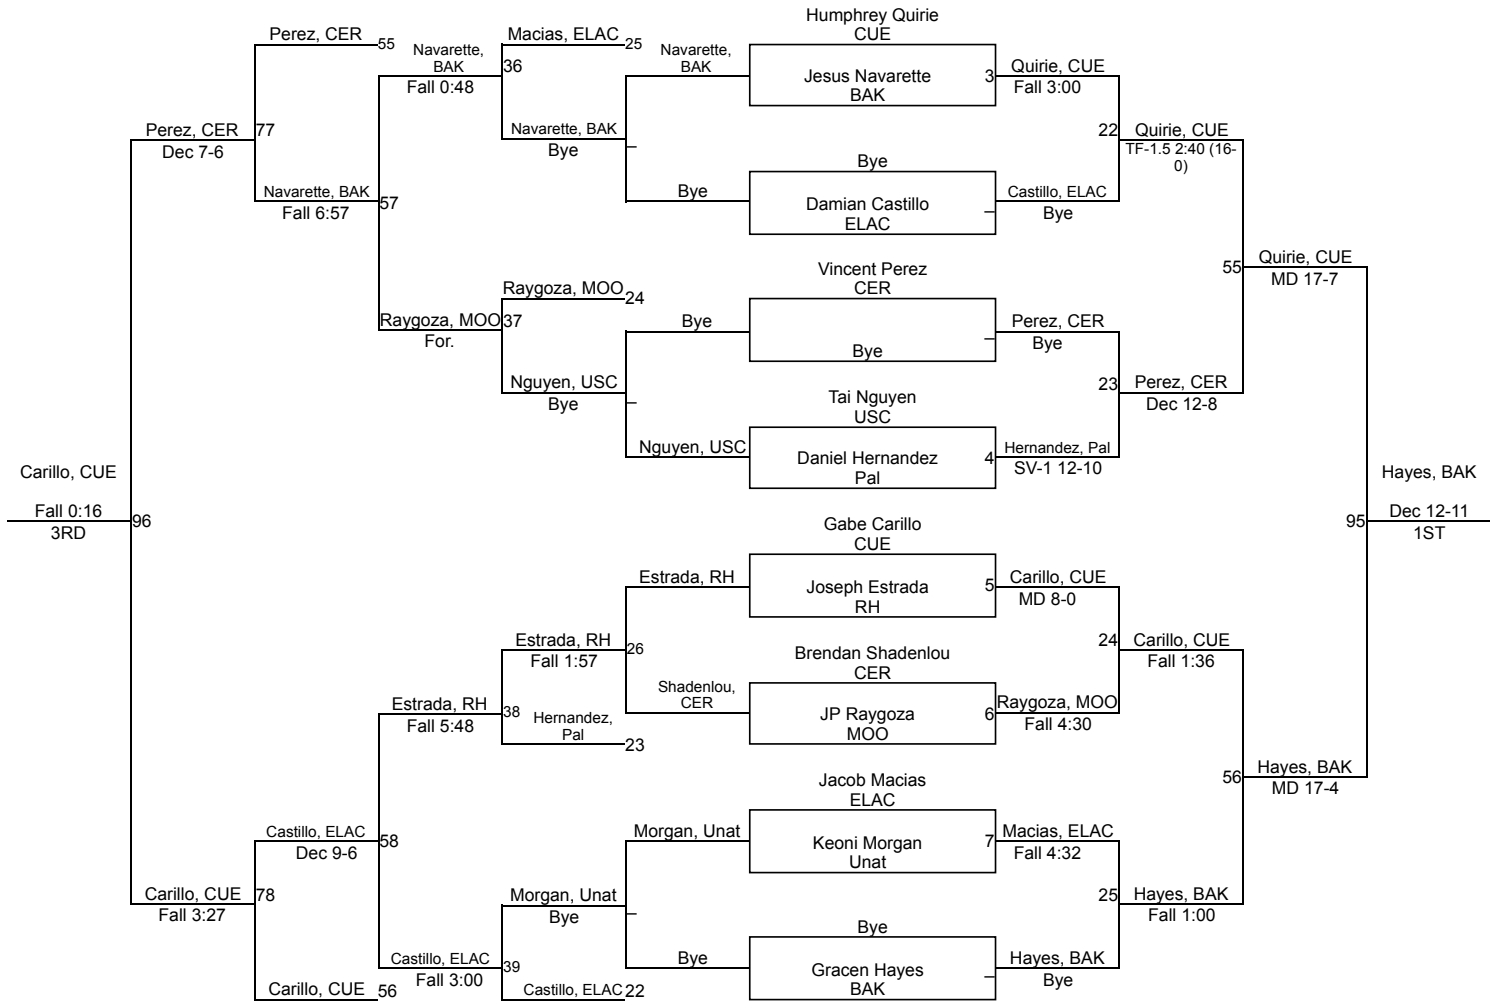 Humphrey Quirie
CUE
Perez, CER
55
Navarette,
BAK
Fall 0:48
Macias, ELAC
25
36
Navarette,
BAK
Jesus Navarette
BAK
3
Quirie, CUE
Fall 3:00
Perez, CER
Dec 7-6
77
Navarette, BAK
Bye
22
Quirie, CUE
TF-1.5 2:40 (16-
0)
Bye
Navarette, BAK
Fall 6:57
57
Bye
Damian Castillo
ELAC
Castillo, ELAC
Bye
Vincent Perez
CER
55
Quirie, CUE
MD 17-7
Raygoza, MOO
24
Raygoza, MOO
For.
37
Bye
Bye
Perez, CER
Bye
Nguyen, USC
Bye
Tai Nguyen
USC
23
Perez, CER
Dec 12-8
Nguyen, USC
Daniel Hernandez
Pal
4
Hernandez, Pal
SV-1 12-10
Carillo, CUE
Fall 0:16
3RD
96
Hayes, BAK
95
Dec 12-11
1ST
Gabe Carillo
CUE
Estrada, RH
Joseph Estrada
RH
5
Carillo, CUE
MD 8-0
Estrada, RH
Fall 1:57
26
Brendan Shadenlou
CER
24
Carillo, CUE
Fall 1:36
Estrada, RH
Fall 5:48
38
Hernandez,
Pal
23
Shadenlou,
CER
JP Raygoza
MOO
6
Raygoza, MOO
Fall 4:30
Jacob Macias
ELAC
56
Hayes, BAK
MD 17-4
Castillo, ELAC
Dec 9-6
58
Morgan, Unat
Keoni Morgan
Unat
7
Macias, ELAC
Fall 4:32
Carillo, CUE
Fall 3:27
78
Morgan, Unat
Bye
25
Hayes, BAK
Fall 1:00
Bye
Castillo, ELAC
Fall 3:00
39
Bye
Gracen Hayes
BAK
Hayes, BAK
Bye
Carillo, CUE
56
Castillo, ELAC
22